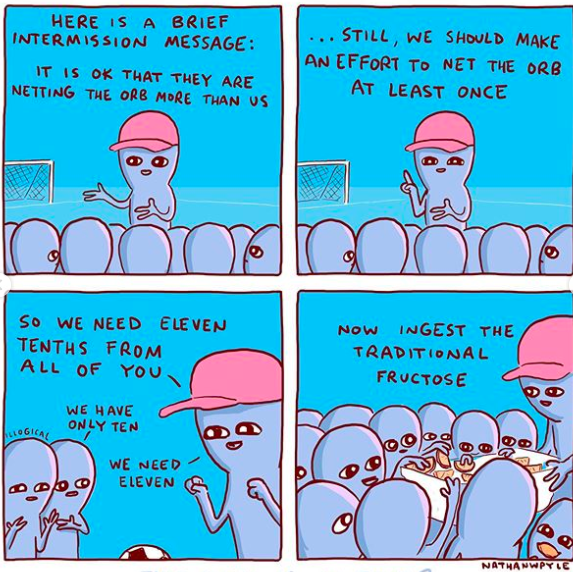 HERE IS A BRIEF
INTERMISSION MESSAGE:
IT IS OK THAT THEY ARE
NETTING THE ORB MORE THAN US
... STILL, WE SHOULD MAKE
AN EFFORT TO NET THE ORB
AT LEAST ONCE
SO WE NEED ELEVEN
TENTHS FROM
ALL OF YOU
WE HAVE
ONLY TEN
ILLOGICAL
WE NEED
ELEVEN
NOW INGEST THE
TRADITIONAL
FRUCTOSE
NATHANWPYLE